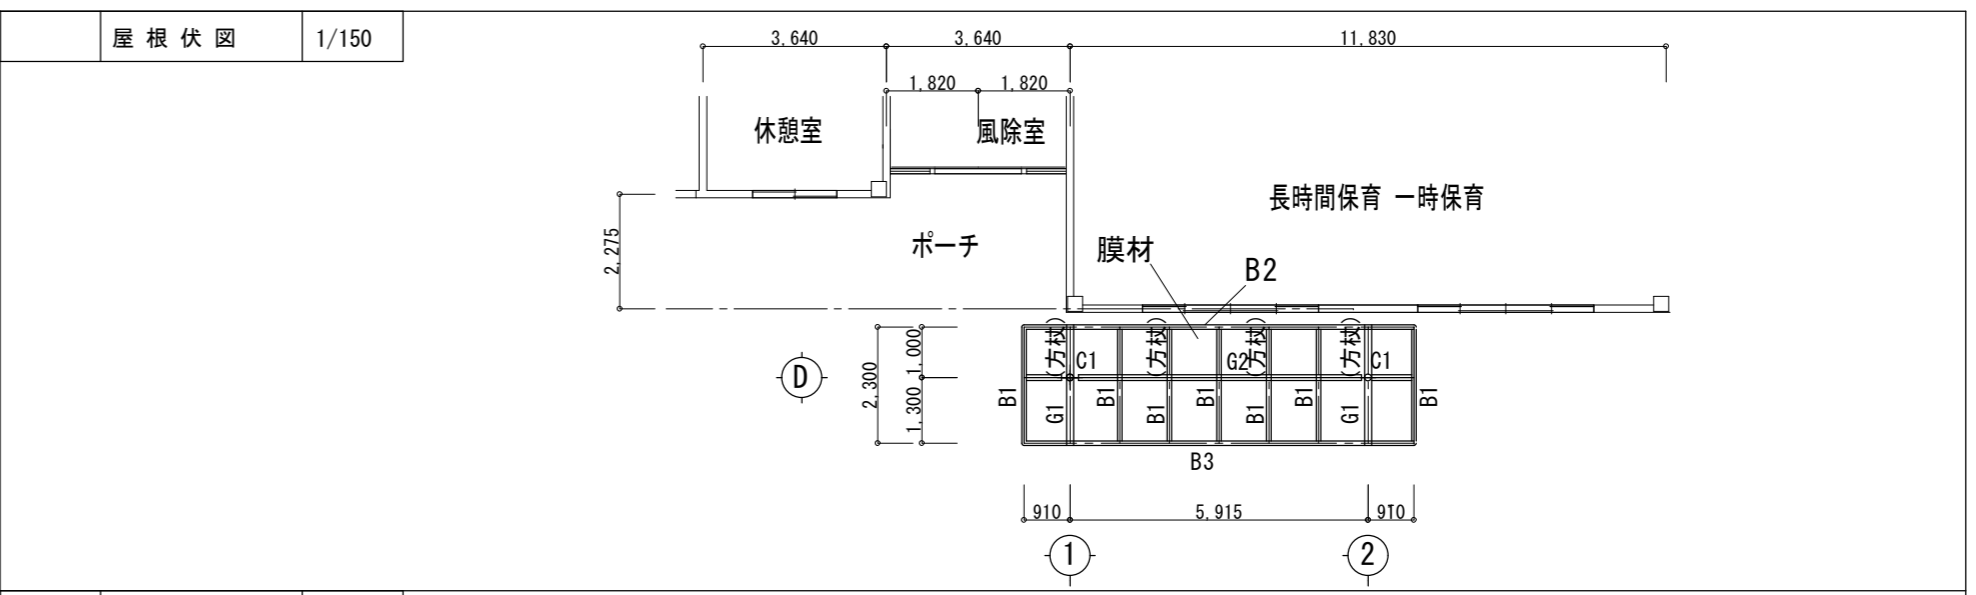 屋根伏図 1/150
3,640 3,640 11,830
1,820 1,820
休憩室 風除室
長時間保育 一時保育
2,275
ポーチ
膜材
B2
(方杖) (方杖) (方杖) (方杖)
2,300 1,000
1,300
D
C1 G2 C1
B1 G1 B1 B1 B1 B1 B1 G1 B1
B3
910 5,915 910
1 2